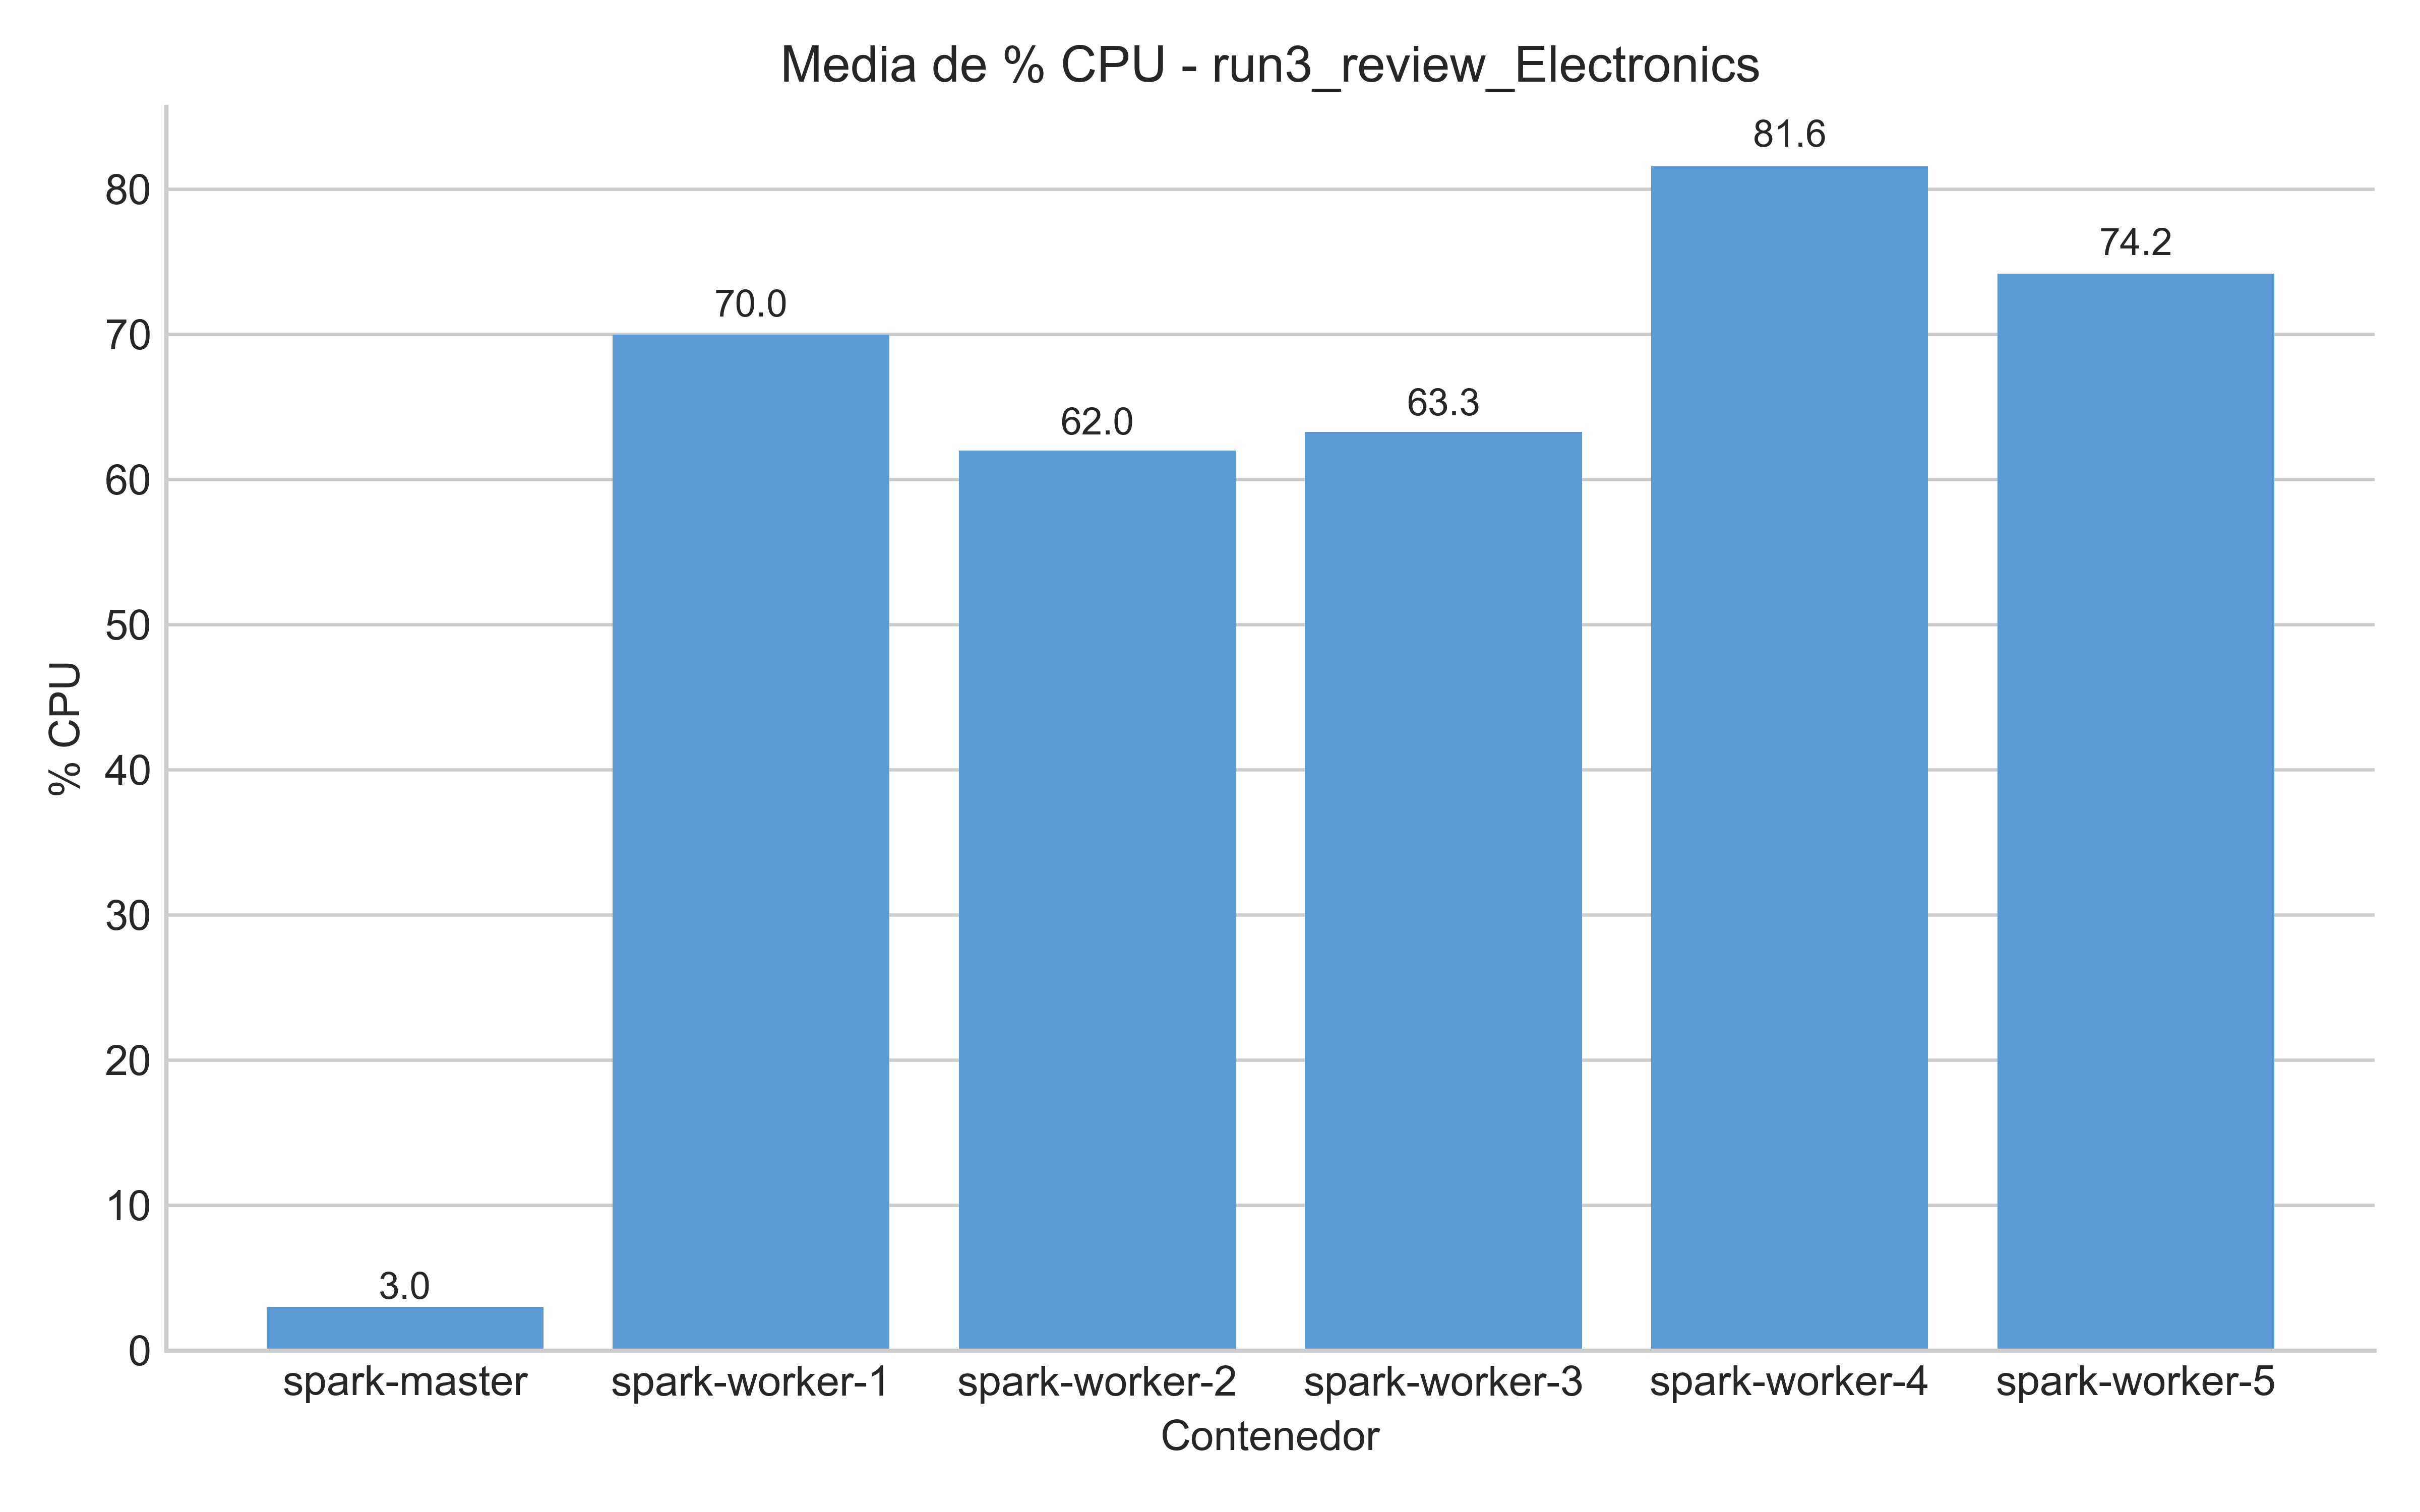 Media de % CPU - run3_review_Electronics
81.6
80
74.2
70.0
70
63.3
62.0
60
50
% CPU
40
30
20
10
3.0
0
spark-master
spark-worker-1
spark-worker-2
spark-worker-3
spark-worker-4
spark-worker-5
Contenedor